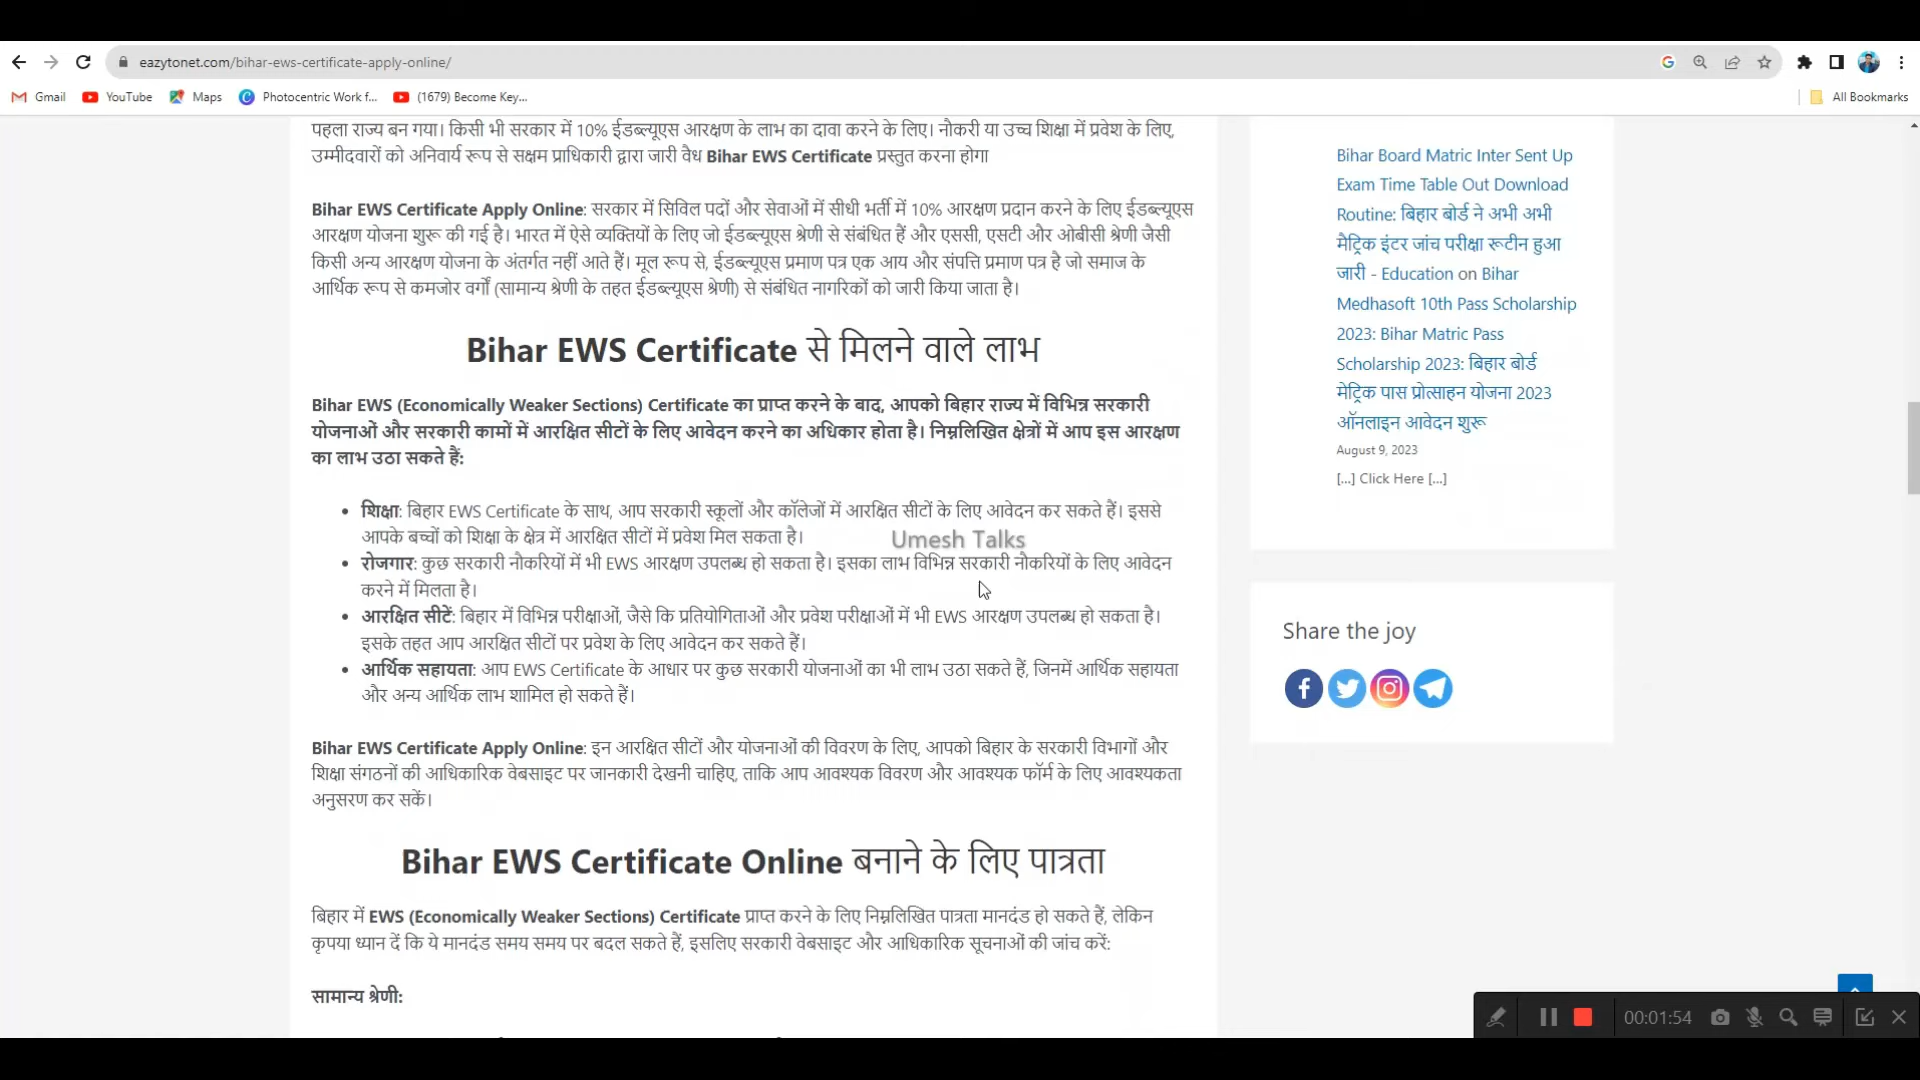 eazytonet.com/bihar-ews-certificate-apply-online/
Gmail YouTube Maps Photocentric Work f... (1679) Become Key... All Bookmarks
पहला राज्य बन गया। किसी भी सरकार में 10% ईडब्ल्यूएस आरक्षण के लाभ का दावा करने के लिए। नौकरी या उच्च शिक्षा में प्रवेश के लिए,
उम्मीदवारों को अनिवार्य रूप से सक्षम प्राधिकारी द्वारा जारी वैध Bihar EWS Certificate प्रस्तुत करना होगा
Bihar EWS Certificate Apply Online: सरकार में सिविल पदों और सेवाओं में सीधी भर्ती में 10% आरक्षण प्रदान करने के लिए ईडब्ल्यूएस
आरक्षण योजना शुरू की गई है। भारत में ऐसे व्यक्तियों के लिए जो ईडब्ल्यूएस श्रेणी से संबंधित हैं और एससी, एसटी और ओबीसी श्रेणी जैसी
किसी अन्य आरक्षण योजना के अंतर्गत नहीं आते हैं। मूल रूप से, ईडब्ल्यूएस प्रमाण पत्र एक आय और संपत्ति प्रमाण पत्र है जो समाज के
आर्थिक रूप से कमजोर वर्गों (सामान्य श्रेणी के तहत ईडब्ल्यूएस श्रेणी) से संबंधित नागरिकों को जारी किया जाता है।
Bihar EWS Certificate से मिलने वाले लाभ
Bihar EWS (Economically Weaker Sections) Certificate का प्राप्त करने के बाद, आपको बिहार राज्य में विभिन्न सरकारी
योजनाओं और सरकारी कामों में आरक्षित सीटों के लिए आवेदन करने का अधिकार होता है। निम्नलिखित क्षेत्रों में आप इस आरक्षण
का लाभ उठा सकते हैं:
• शिक्षा: बिहार EWS Certificate के साथ, आप सरकारी स्कूलों और कॉलेजों में आरक्षित सीटों के लिए आवेदन कर सकते हैं। इससे
आपके बच्चों को शिक्षा के क्षेत्र में आरक्षित सीटों में प्रवेश मिल सकता है।
Umesh Talks
• रोजगार: कुछ सरकारी नौकरियों में भी EWS आरक्षण उपलब्ध हो सकता है। इसका लाभ विभिन्न सरकारी नौकरियों के लिए आवेदन
करने में मिलता है।
• आरक्षित सीटें: बिहार में विभिन्न परीक्षाओं, जैसे कि प्रतियोगिताओं और प्रवेश परीक्षाओं में भी EWS आरक्षण उपलब्ध हो सकता है।
इसके तहत आप आरक्षित सीटों पर प्रवेश के लिए आवेदन कर सकते हैं।
• आर्थिक सहायता: आप EWS Certificate के आधार पर कुछ सरकारी योजनाओं का भी लाभ उठा सकते हैं, जिनमें आर्थिक सहायता
और अन्य आर्थिक लाभ शामिल हो सकते हैं।
Bihar EWS Certificate Apply Online: इन आरक्षित सीटों और योजनाओं की विवरण के लिए, आपको बिहार के सरकारी विभागों और
शिक्षा संगठनों की आधिकारिक वेबसाइट पर जानकारी देखनी चाहिए, ताकि आप आवश्यक विवरण और आवश्यक फॉर्म के लिए आवश्यकता
अनुसरण कर सकें।
Bihar EWS Certificate Online बनाने के लिए पात्रता
बिहार में EWS (Economically Weaker Sections) Certificate प्राप्त करने के लिए निम्नलिखित पात्रता मानदंड हो सकते हैं, लेकिन
कृपया ध्यान दें कि ये मानदंड समय समय पर बदल सकते हैं, इसलिए सरकारी वेबसाइट और आधिकारिक सूचनाओं की जांच करें:
सामान्य श्रेणी:
Bihar Board Matric Inter Sent Up
Exam Time Table Out Download
Routine: बिहार बोर्ड ने अभी अभी
मैट्रिक इंटर जांच परीक्षा रूटीन हुआ
जारी - Education on Bihar
Medhasoft 10th Pass Scholarship
2023: Bihar Matric Pass
Scholarship 2023: बिहार बोर्ड
मेट्रिक पास प्रोत्साहन योजना 2023
ऑनलाइन आवेदन शुरू
August 9, 2023
[...] Click Here [...]
Share the joy
00:01:54